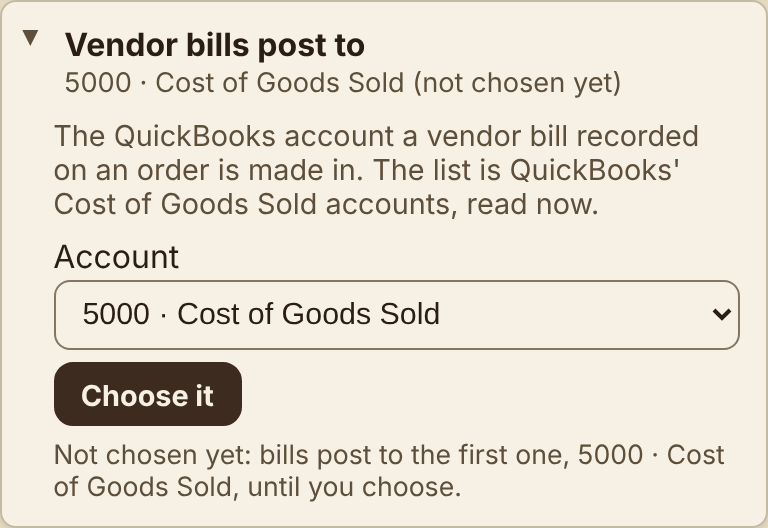 Vendor bills post to
5000 · Cost of Goods Sold (not chosen yet)
The QuickBooks account a vendor bill recorded
on an order is made in. The list is QuickBooks'
Cost of Goods Sold accounts, read now.
Account
5000 · Cost of Goods Sold
Choose it
Not chosen yet: bills post to the first one, 5000 · Cost
of Goods Sold, until you choose.